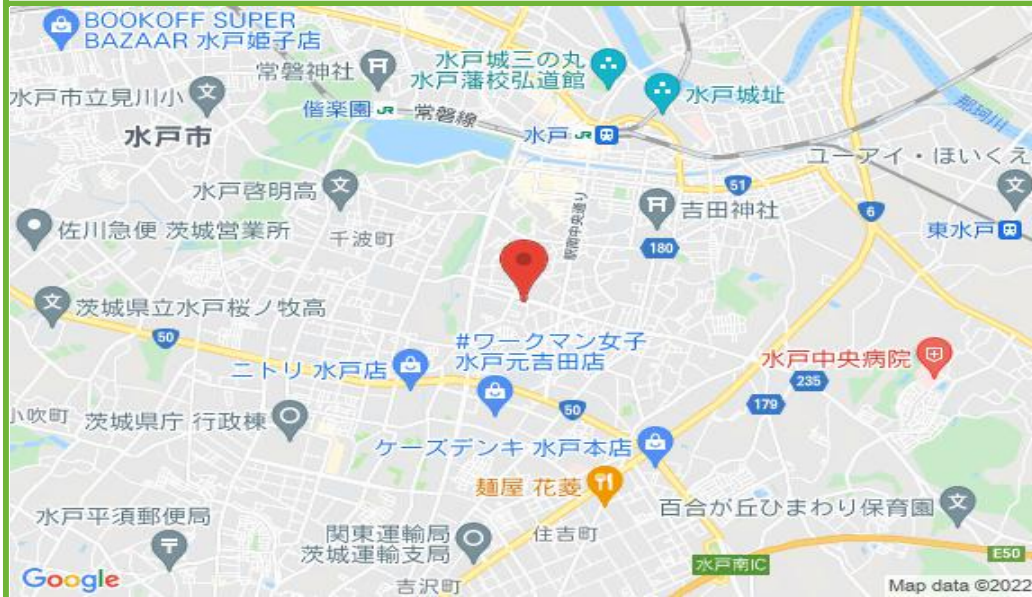 BOOKOFF SUPER
BAZAAR 水戸姫子店
常磐神社
水戸城三の丸
水戸藩校弘道館
水戸市立見川小
水戸城址
那珂川
偕楽園
JR
常磐線
水戸市
水戸
JR
ユーアイ・ほいくえ
51
水戸啓明高
吉田神社
6
佐川急便 茨城営業所
千波町
駅南中央通り
180
東水戸
茨城県立水戸桜ノ牧高
50
#ワークマン女子
水戸元吉田店
水戸中央病院
ニトリ 水戸店
235
179
小吹町
茨城県庁 行政棟
50
ケーズデンキ 水戸本店
麺屋 花菱
百合が丘ひまわり保育園
水戸平須郵便局
関東運輸局
茨城運輸支局
住吉町
E50
水戸南IC
Google
吉沢町
Map data ©2022